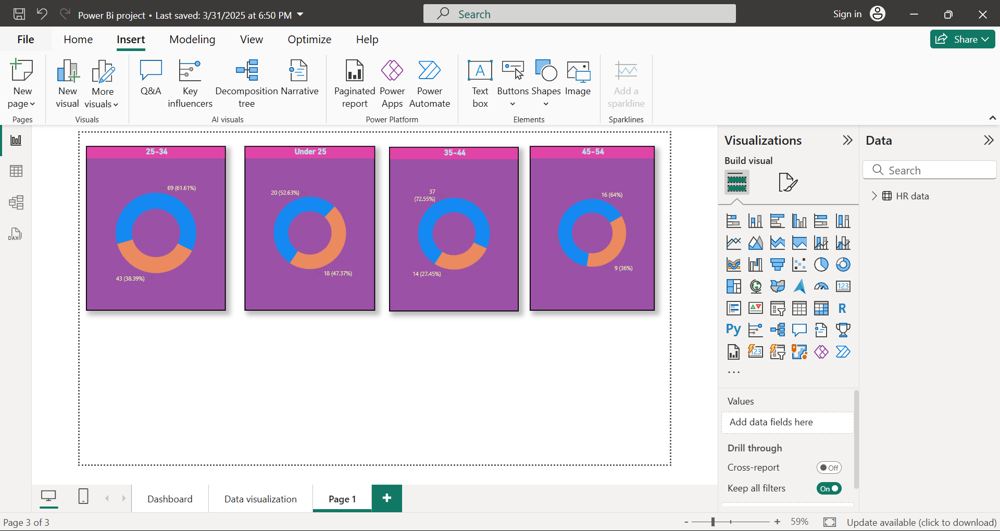 Power Bi project • Last saved: 3/31/2025 at 6:50 PM
Search
Sign in
File
Home
Insert
Modeling
View
Optimize
Help
Share
New page
New visual
More visuals
Q&A
Key influencers
Decomposition tree
Narrative
Paginated report
Power Apps
Power Automate
Text box
Buttons
Shapes
Image
Add a sparkline
Pages
Visuals
AI visuals
Power Platform
Elements
Sparklines
DAX
25-34
69 (61.61%)
43 (38.39%)
Under 25
20 (52.63%)
18 (47.37%)
35-44
37
(72.55%)
14 (27.45%)
45-54
16 (64%)
9 (36%)
Visualizations
Build visual
123
R
Py
123
...
Values
Add data fields here
Drill through
Cross-report
Off
Keep all filters
On
Data
Search
HR data
Dashboard
Data visualization
Page 1
+
Page 3 of 3
- + 59%
Update available (click to download)